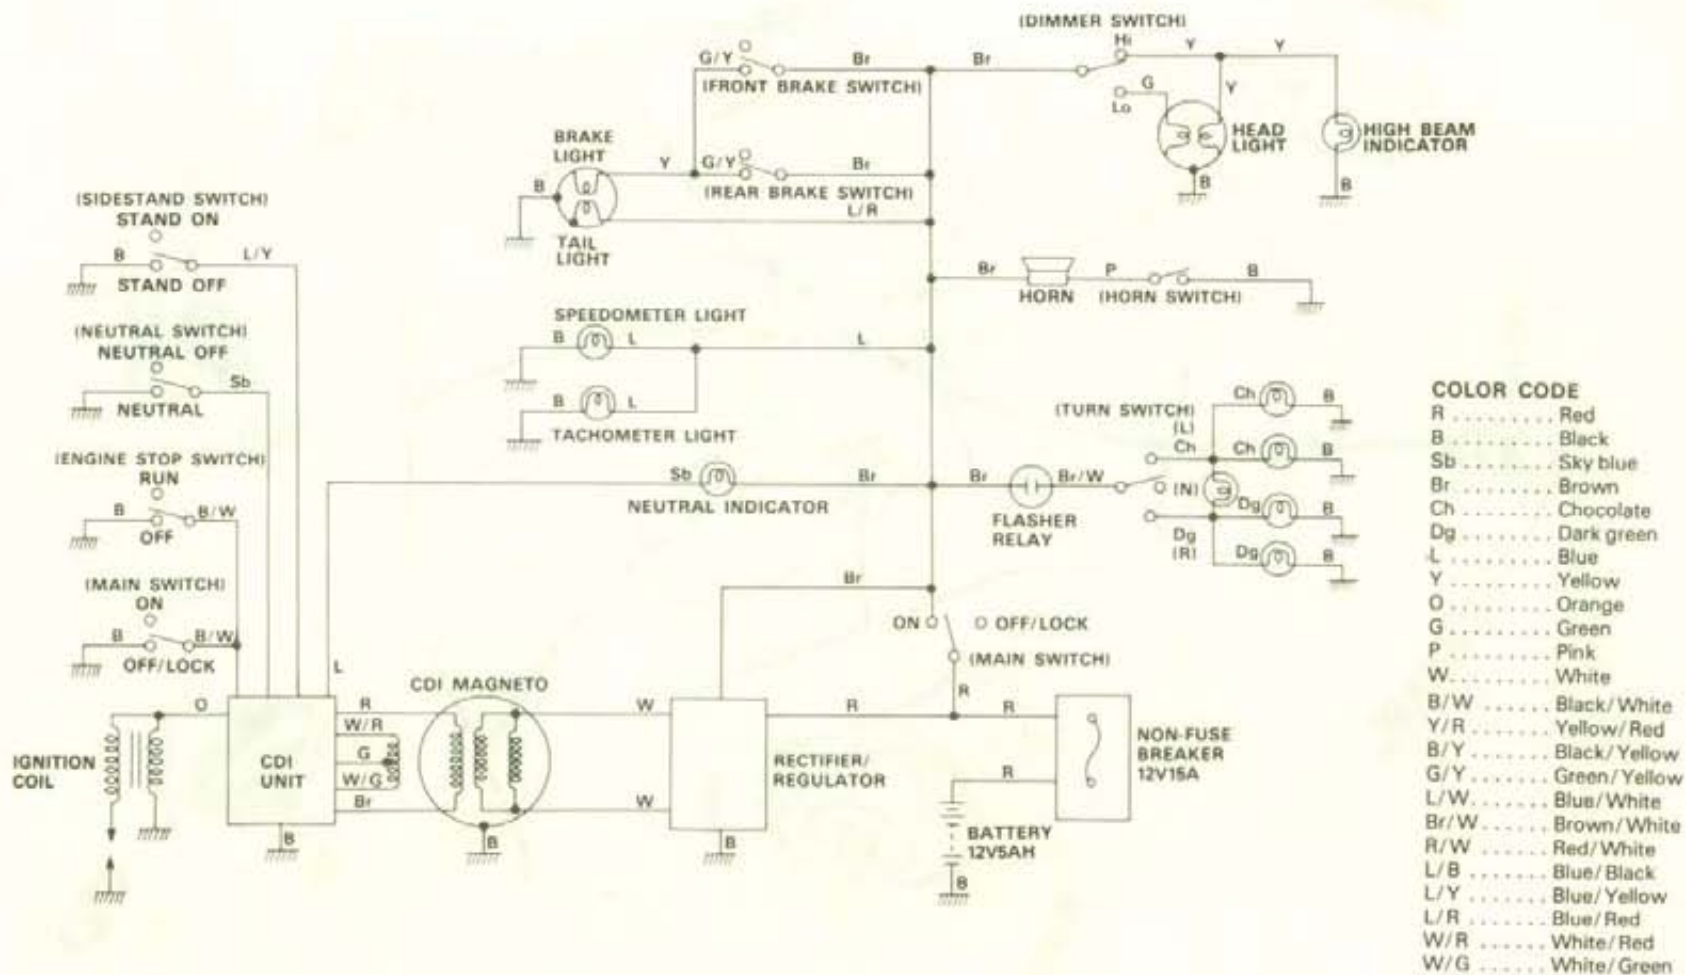 (DIMMER SWITCH)
Hi
Y
Y
G/Y
Br
Br
(FRONT BRAKE SWITCH)
G
Y
Lo
HEAD
LIGHT
HIGH BEAM
INDICATOR
B
B
BRAKE
LIGHT
Y
G/Y
Br
(REAR BRAKE SWITCH)
B
L/R
TAIL
LIGHT
(SIDESTAND SWITCH)
STAND ON
B
L/Y
STAND OFF
Br
P
B
HORN
(HORN SWITCH)
SPEEDOMETER LIGHT
B
L
L
(NEUTRAL SWITCH)
NEUTRAL OFF
B
Sb
NEUTRAL
B
L
TACHOMETER LIGHT
(TURN SWITCH)
(L)
Ch
Ch
B
Ch
B
(N)
Dg
B
Dg
(R)
Dg
B
(ENGINE STOP SWITCH)
RUN
B
B/W
OFF
Sb
Br
NEUTRAL INDICATOR
Br
Br/W
FLASHER
RELAY
(MAIN SWITCH)
ON
B
B/W
OFF/LOCK
Br
ON
OFF/LOCK
(MAIN SWITCH)
L
CDI MAGNETO
R
O
R
W
R
R
W/R
G
W/G
Br
W
IGNITION
COIL
CDI
UNIT
RECTIFIER/
REGULATOR
NON-FUSE
BREAKER
12V15A
R
BATTERY
12V5AH
B
B
B
B
COLOR CODE
R ......... Red
B ......... Black
Sb ........ Sky blue
Br ........ Brown
Ch ........ Chocolate
Dg ........ Dark green
L ......... Blue
Y ......... Yellow
O ......... Orange
G ......... Green
P ......... Pink
W ......... White
B/W ....... Black/White
Y/R ....... Yellow/Red
B/Y ....... Black/Yellow
G/Y ....... Green/Yellow
L/W ....... Blue/White
Br/W ...... Brown/White
R/W ....... Red/White
L/B ....... Blue/Black
L/Y ....... Blue/Yellow
L/R ....... Blue/Red
W/R ....... White/Red
W/G ....... White/Green